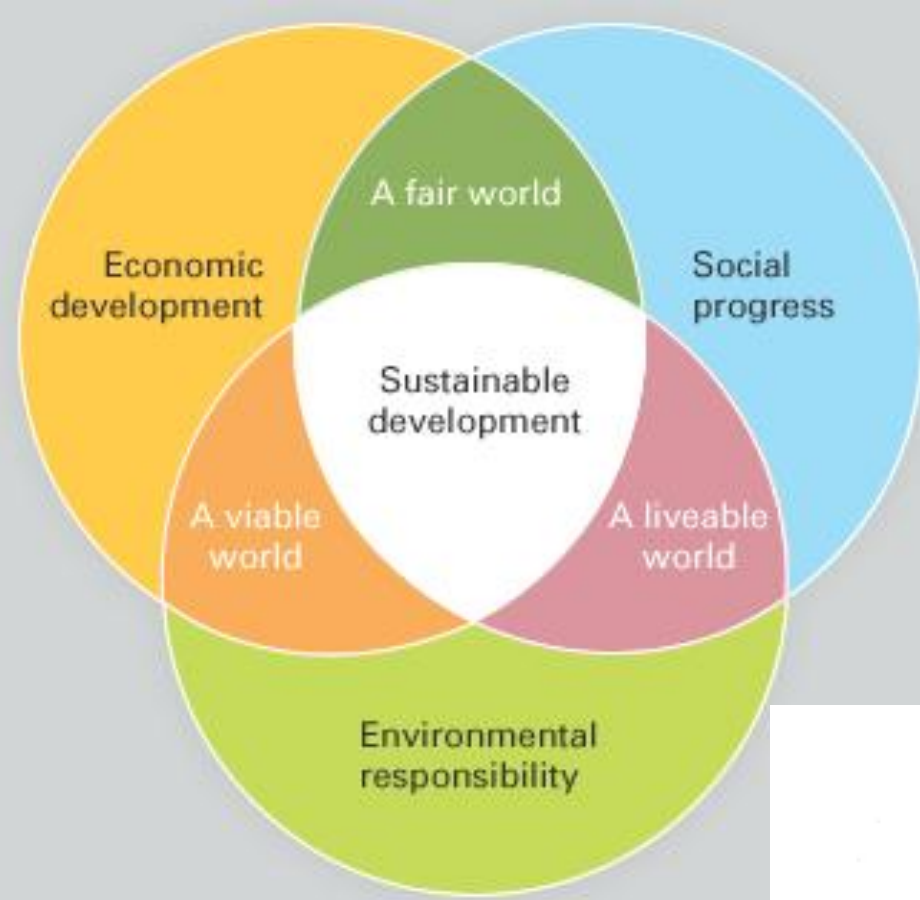 A fair world
Economic
development
Social
progress
Sustainable
development
A viable
world
A liveable
world
Environmental
responsibility